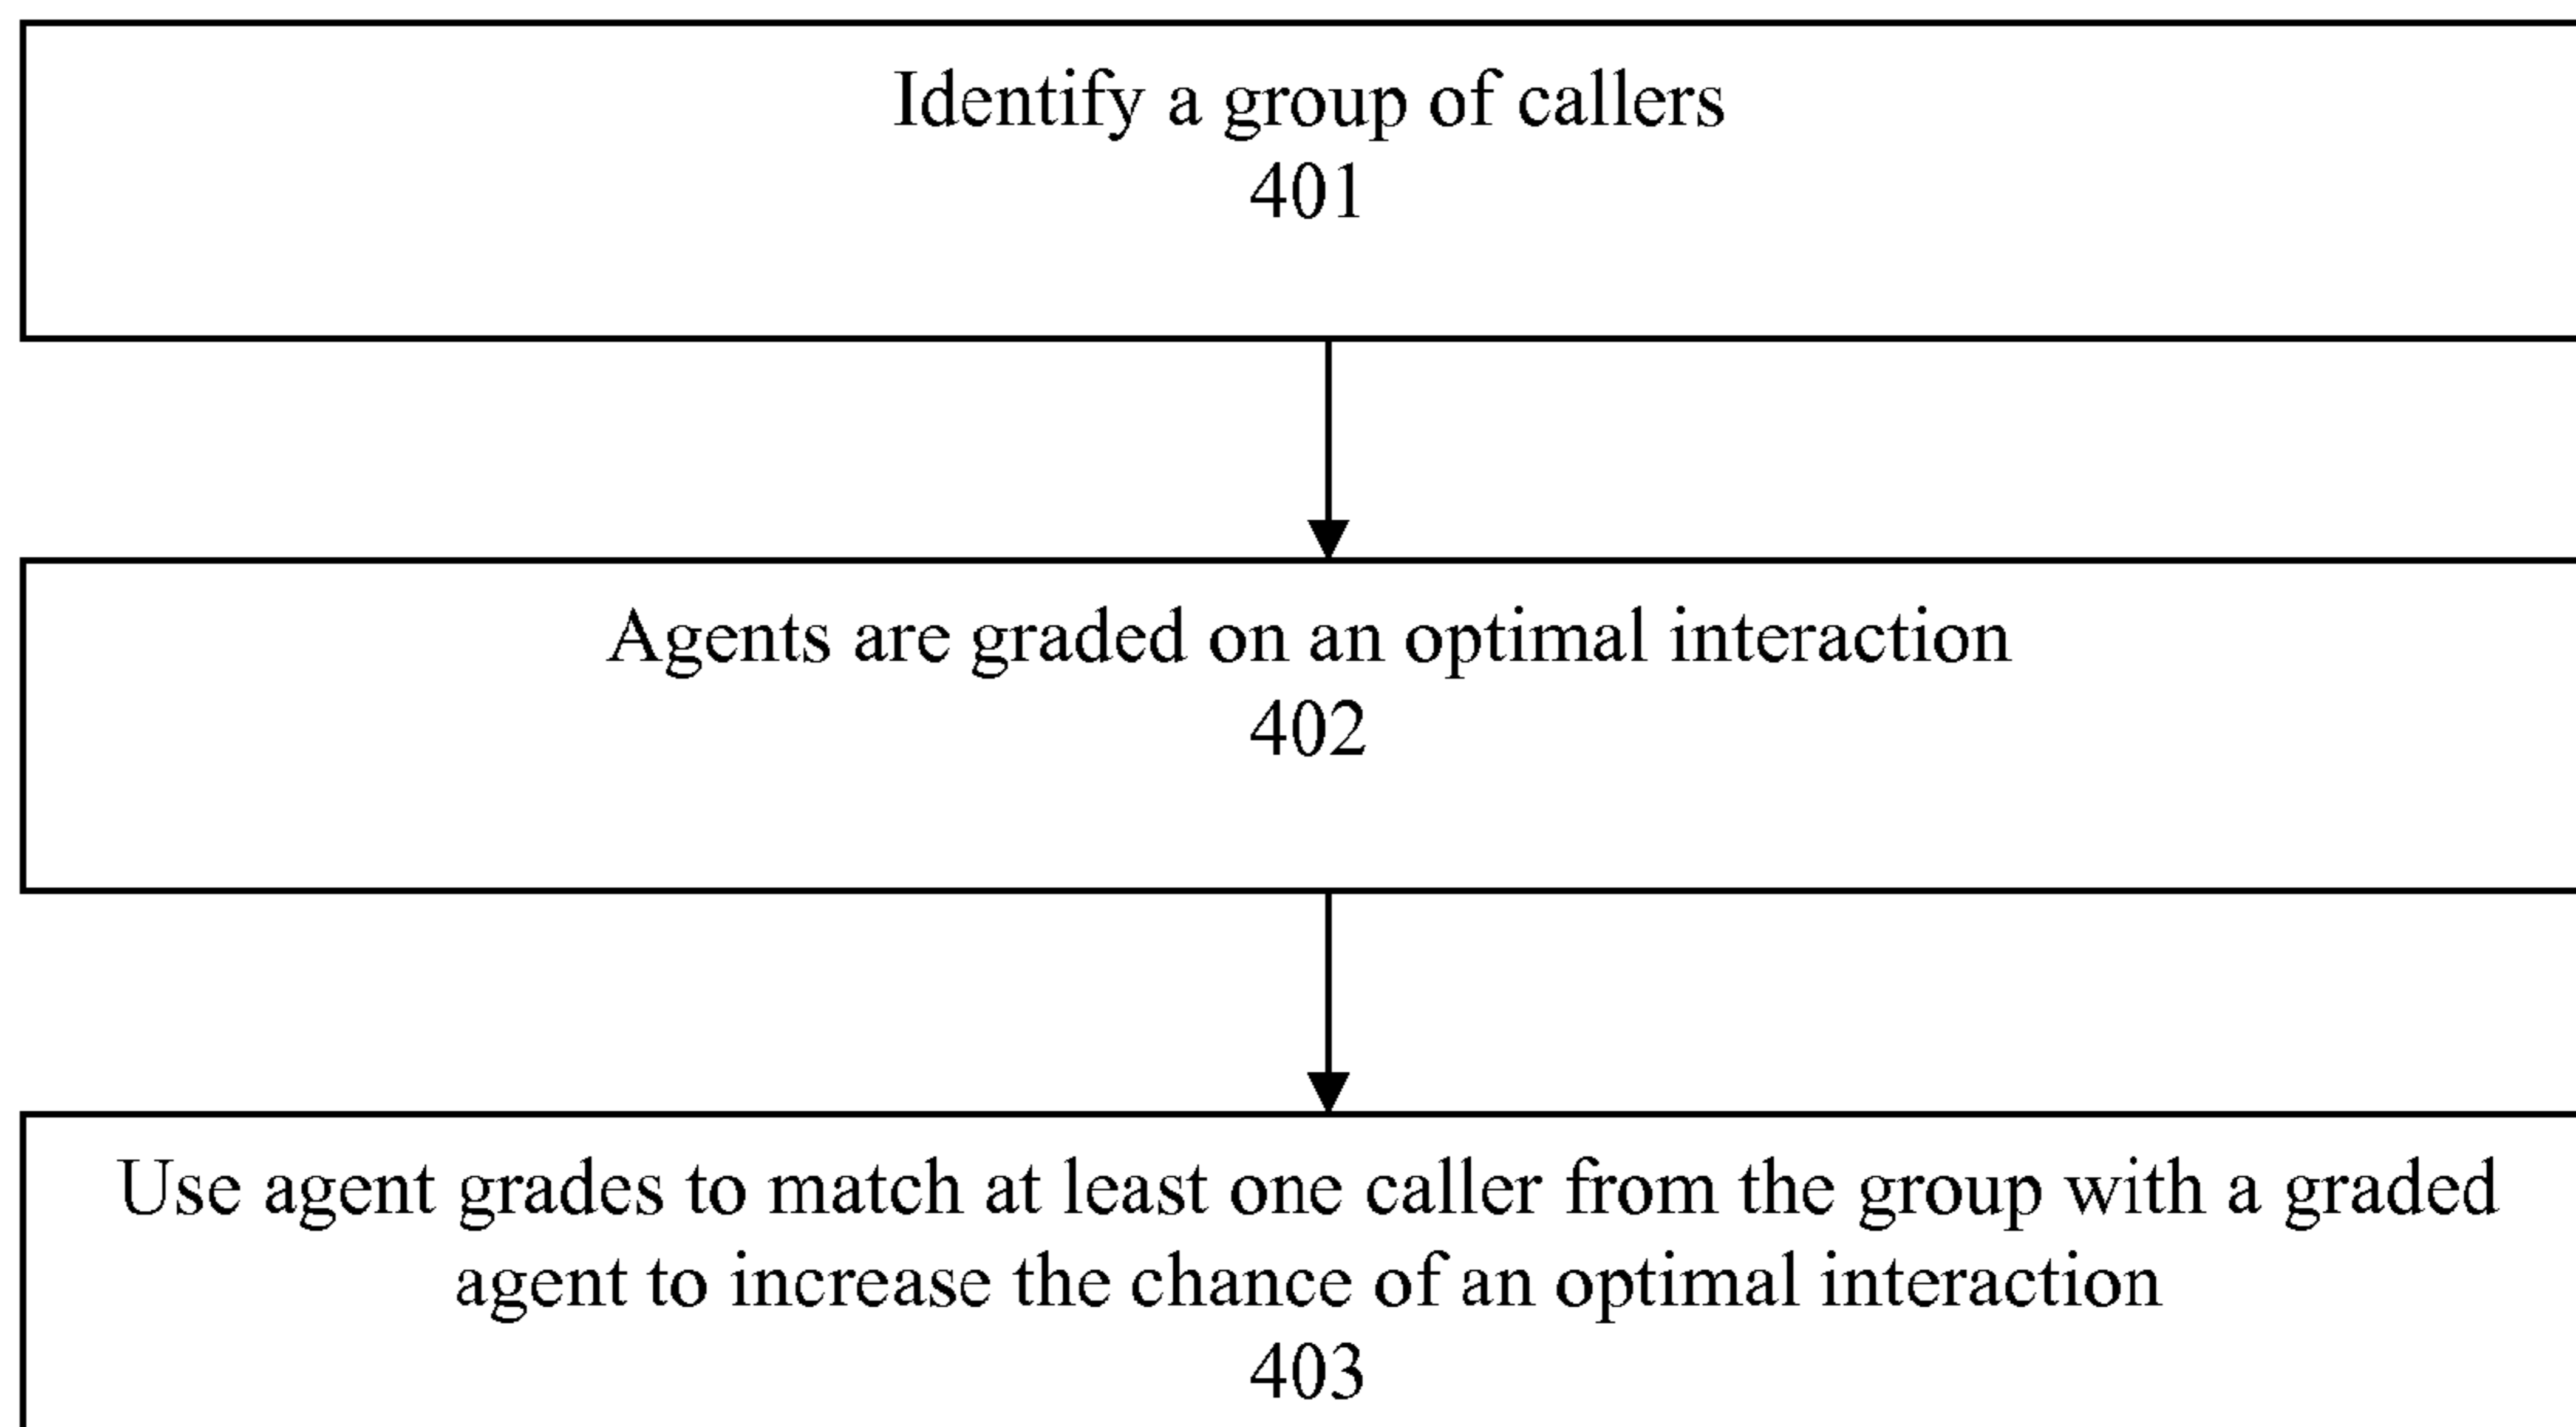 Identify a group of callers
401
Agents are graded on an optimal interaction
402
Use agent grades to match at least one caller from the group with a graded
agent to increase the chance of an optimal interaction
403